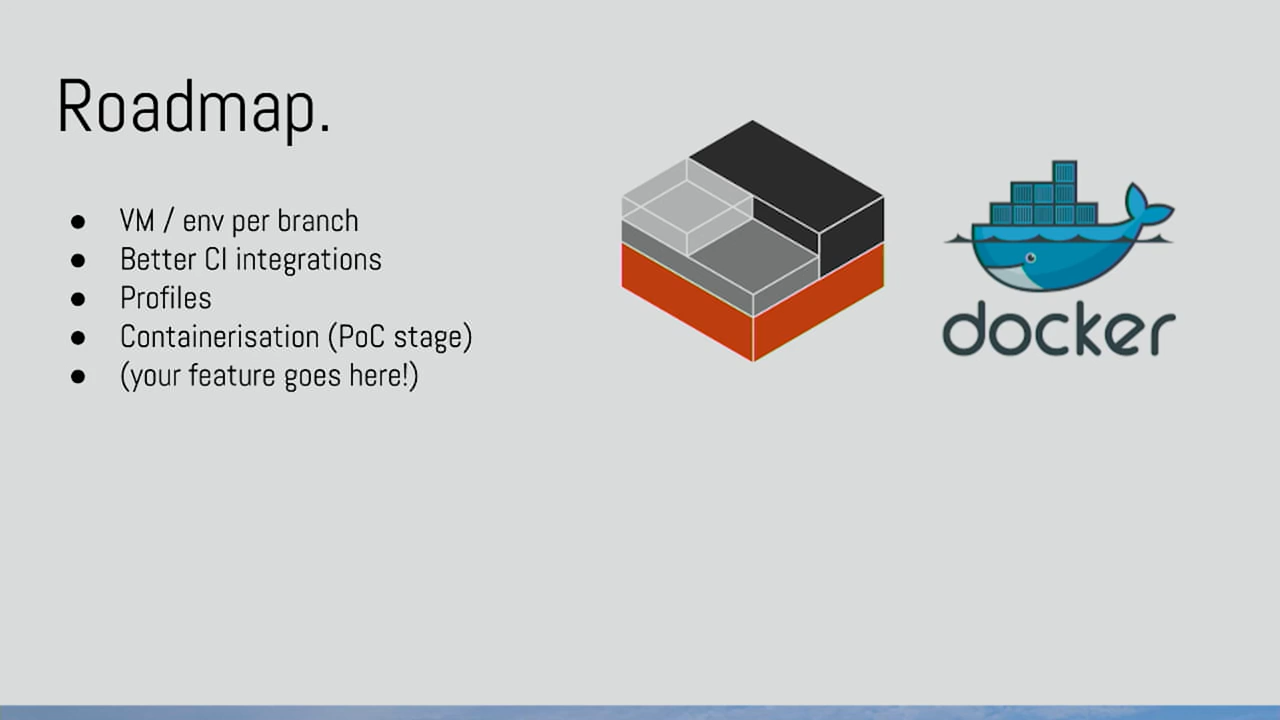 Roadmap.
● VM / env per branch
● Better CI integrations
● Profiles
● Containerisation (PoC stage)
● (your feature goes here!)
docker